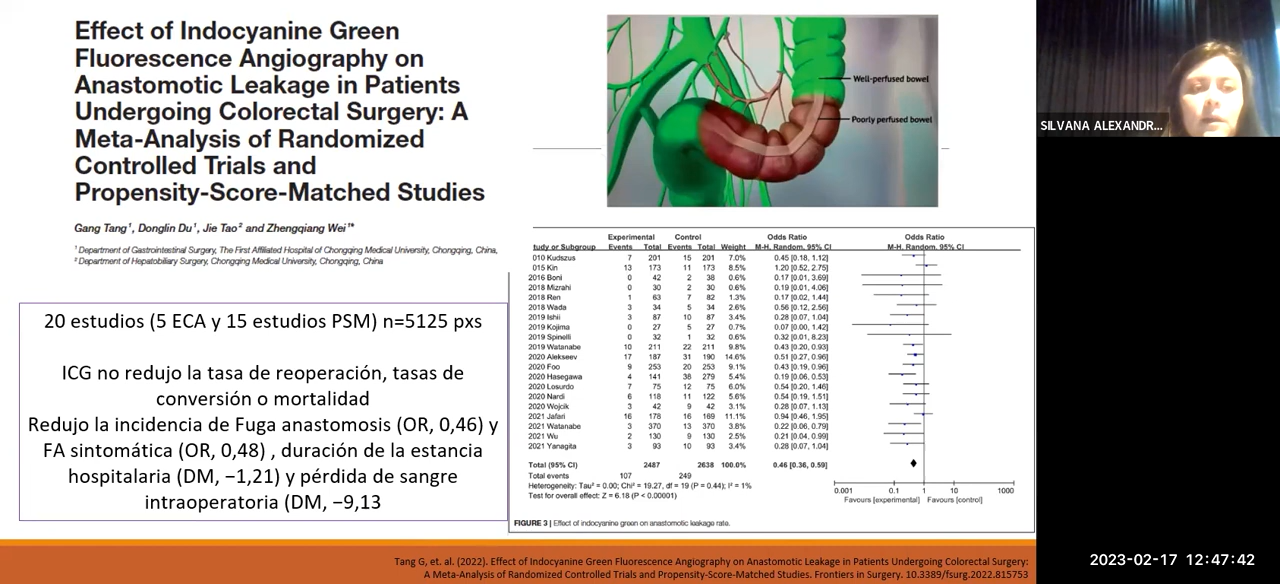 Effect of Indocyanine Green
Fluorescence Angiography on
Anastomotic Leakage in Patients
Undergoing Colorectal Surgery: A
Meta-Analysis of Randomized
Controlled Trials and
Propensity-Score-Matched Studies
Gang Tang¹, Donglin Du¹, Jie Tao² and Zhengqiang Wei¹*
¹ Department of Gastrointestinal Surgery, The First Affiliated Hospital of Chongqing Medical University, Chongqing, China,
² Department of Hepatobiliary Surgery, Chongqing Medical University, Chongqing, China
Well-perfused bowel
Poorly perfused bowel
SILVANA ALEXANDR...
20 estudios (5 ECA y 15 estudios PSM) n=5125 pxs
ICG no redujo la tasa de reoperación, tasas de
conversión o mortalidad
Redujo la incidencia de Fuga anastomosis (OR, 0,46) y
FA sintomática (OR, 0,48) , duración de la estancia
hospitalaria (DM, −1,21) y pérdida de sangre
intraoperatoria (DM, −9,13
Experimental Control Odds Ratio Odds Ratio
tudy or Subgroup Events Total Events Total Weight M-H, Random, 95% CI M-H, Random, 95% CI
010 Kudszus 7 201 15 201 7.0% 0.45 [0.18, 1.12]
015 Kin 13 173 11 173 8.5% 1.20 [0.52, 2.75]
2016 Boni 0 42 2 38 0.6% 0.17 [0.01, 3.69]
2018 Mizrahi 0 30 2 30 0.6% 0.19 [0.01, 4.06]
2018 Ren 1 63 7 82 1.3% 0.17 [0.02, 1.44]
2018 Wada 3 34 5 34 2.6% 0.56 [0.12, 2.56]
2019 Ishii 3 87 10 87 3.4% 0.28 [0.07, 1.04]
2019 Kojima 0 27 5 27 0.7% 0.07 [0.00, 1.42]
2019 Spinelli 0 32 1 32 0.6% 0.32 [0.01, 8.23]
2019 Watanabe 10 211 22 211 9.8% 0.43 [0.20, 0.93]
2020 Alekseev 17 187 31 190 14.6% 0.51 [0.27, 0.96]
2020 Foo 9 253 20 253 9.0% 0.43 [0.19, 0.96]
2020 Hasegawa 4 141 38 279 5.4% 0.19 [0.06, 0.53]
2020 Losurdo 7 75 12 75 6.1% 0.54 [0.20, 1.46]
2020 Nardi 6 118 11 122 5.5% 0.54 [0.19, 1.51]
2020 Wojcik 3 42 9 42 3.1% 0.28 [0.07, 1.13]
2021 Jafari 16 178 16 169 11.1% 0.94 [0.46, 1.95]
2021 Watanabe 3 370 13 370 4.2% 0.22 [0.06, 0.79]
2021 Wu 2 130 9 130 2.5% 0.21 [0.04, 0.99]
2021 Yanagita 3 93 10 93 3.4% 0.28 [0.07, 1.04]
Total (95% CI) 2487 2638 100.0% 0.46 [0.36, 0.59]
Total events 107 249
Heterogeneity: Tau² = 0.00; Chi² = 19.27, df = 19 (P = 0.44); I² = 1%
Test for overall effect: Z = 6.18 (P < 0.00001)
0.001 0.1 1 10 1000
Favours [experimental] Favours [control]
FIGURE 3 | Effect of indocyanine green on anastomotic leakage rate.
Tang G, et. al. (2022). Effect of Indocyanine Green Fluorescence Angiography on Anastomotic Leakage in Patients Undergoing Colorectal Surgery:
A Meta-Analysis of Randomized Controlled Trials and Propensity-Score-Matched Studies. Frontiers in Surgery. 10.3389/fsurg.2022.815753
2023-02-17 12:47:42